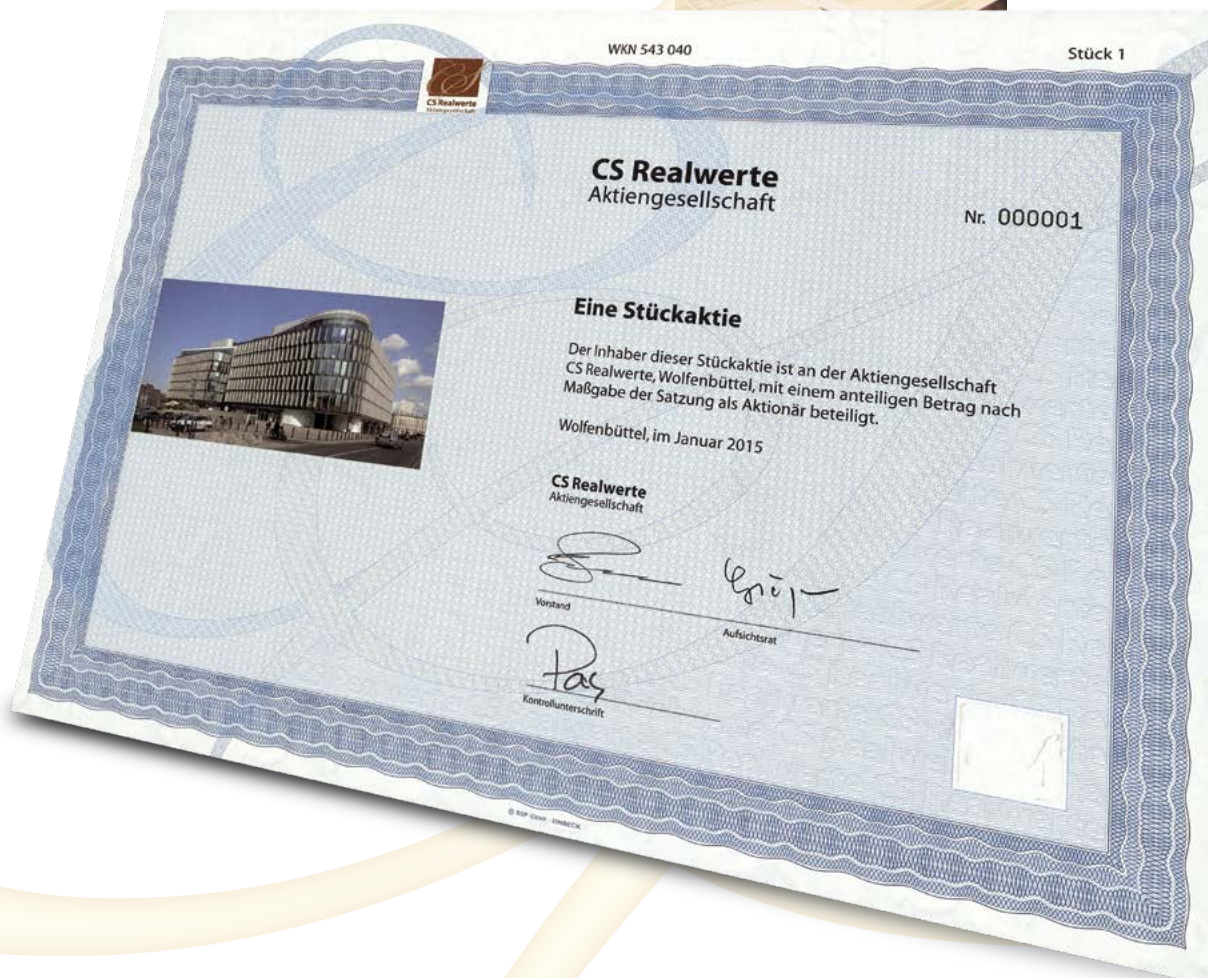 WKN 543 040
Stück 1
CS Realwerte
Aktiengesellschaft
CS Realwerte
Aktiengesellschaft
Nr. 000001
Eine Stückaktie
Der Inhaber dieser Stückaktie ist an der Aktiengesellschaft
CS Realwerte, Wolfenbüttel, mit einem anteiligen Betrag nach
Maßgabe der Satzung als Aktionär beteiligt.
Wolfenbüttel, im Januar 2015
CS Realwerte
Aktiengesellschaft
Vorstand
Aufsichtsrat
Kontrollunterschrift